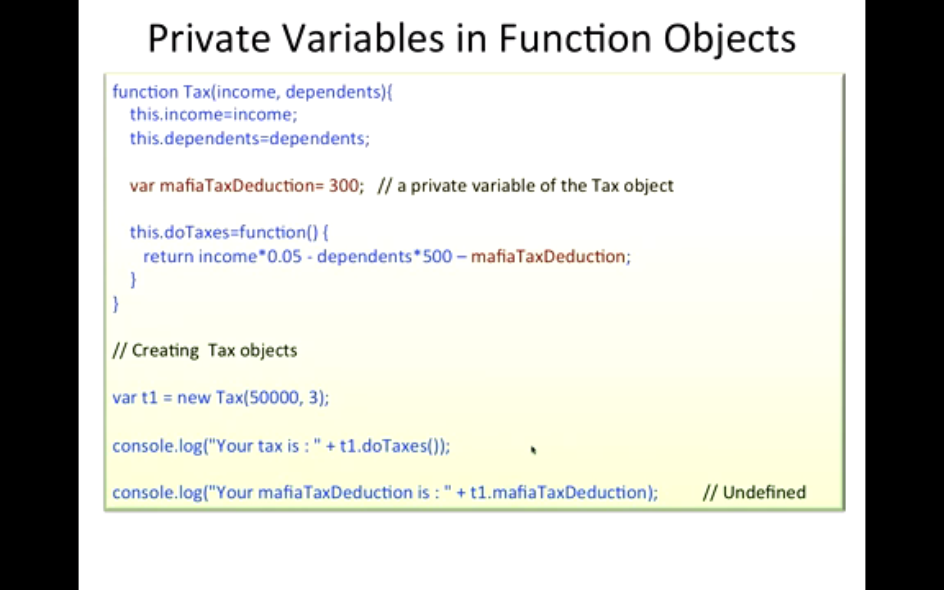 Private Variables in Function Objects
function Tax(income, dependents){
this.income=income;
this.dependents=dependents;
var mafiaTaxDeduction= 300; // a private variable of the Tax object
this.doTaxes=function() {
return income*0.05 - dependents*500 – mafiaTaxDeduction;
}
}
// Creating Tax objects
var t1 = new Tax(50000, 3);
console.log("Your tax is : " + t1.doTaxes());
console.log("Your mafiaTaxDeduction is : " + t1.mafiaTaxDeduction); // Undefined